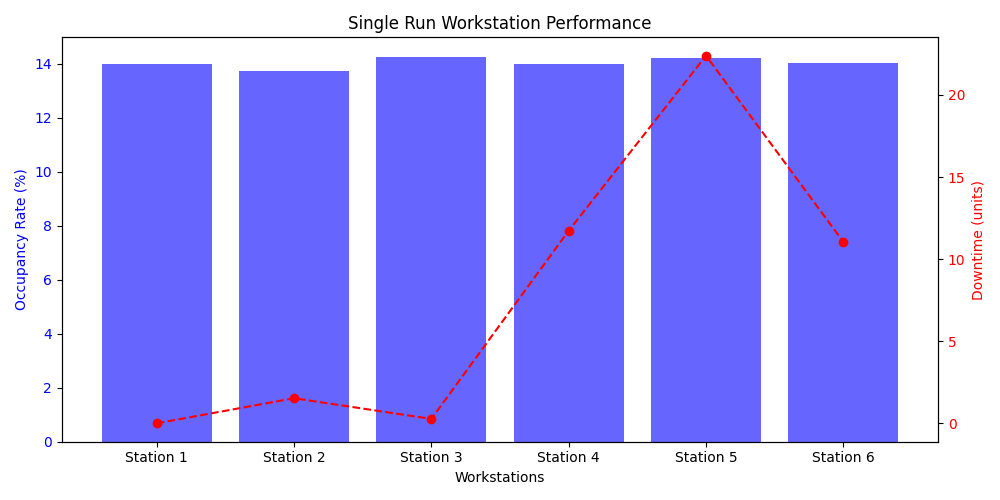 Single Run Workstation Performance
Occupancy Rate (%)
14
12
10
8
6
4
2
0
20
15
10
5
0
Downtime (units)
Station 1 Station 2 Station 3 Station 4 Station 5 Station 6
Workstations